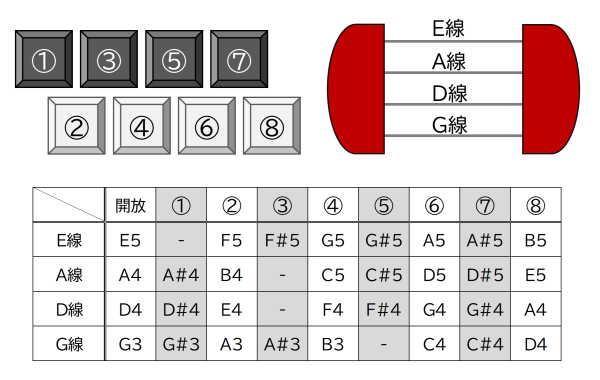 ① ③ ⑤ ⑦
② ④ ⑥ ⑧
E線
A線
D線
G線
開放 ① ② ③ ④ ⑤ ⑥ ⑦ ⑧
E線 E5 - F5 F#5 G5 G#5 A5 A#5 B5
A線 A4 A#4 B4 - C5 C#5 D5 D#5 E5
D線 D4 D#4 E4 - F4 F#4 G4 G#4 A4
G線 G3 G#3 A3 A#3 B3 - C4 C#4 D4